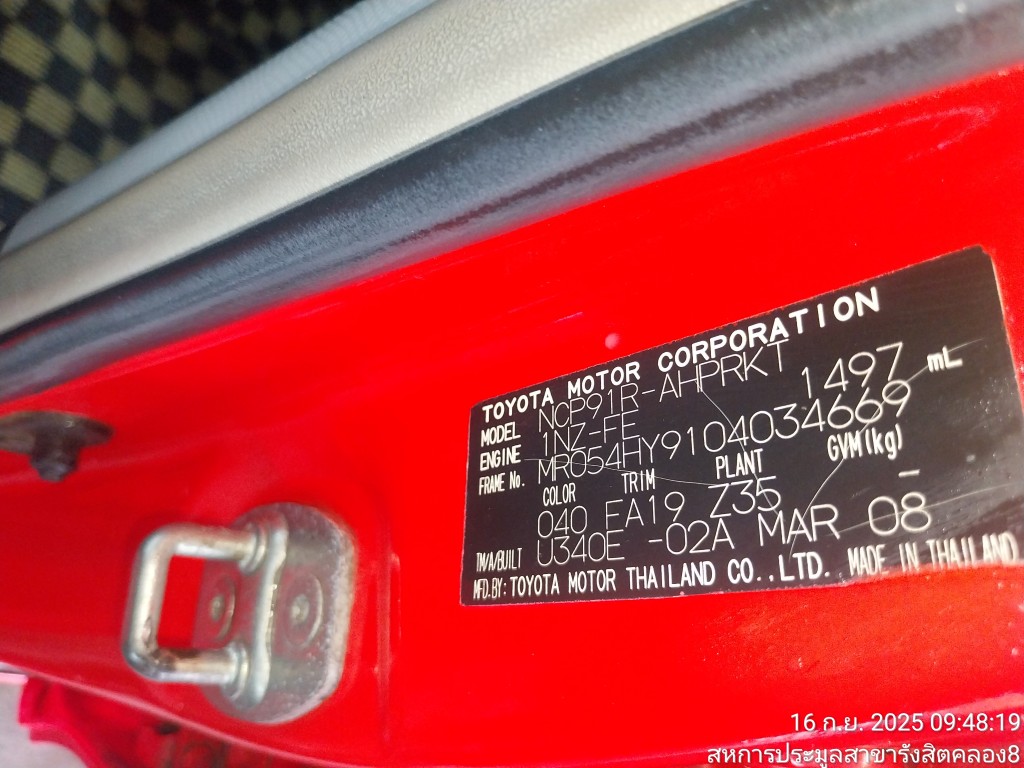 TOYOTA MOTOR CORPORATION
MODEL NCP91R-AHPRKT
ENGINE 1NZ-FE 1497 mL
FRAME No. MR054HY9104034669
COLOR TRIM PLANT GVM(kg)
040 EA19 Z35 -
TM/A/BUILT U340E -02A MAR 08
MFD.BY: TOYOTA MOTOR THAILAND CO.,LTD. MADE IN THAILAND
16 ก.ย. 2025 09:48:19
สหการประมูลสาขารังสิตคลอง8